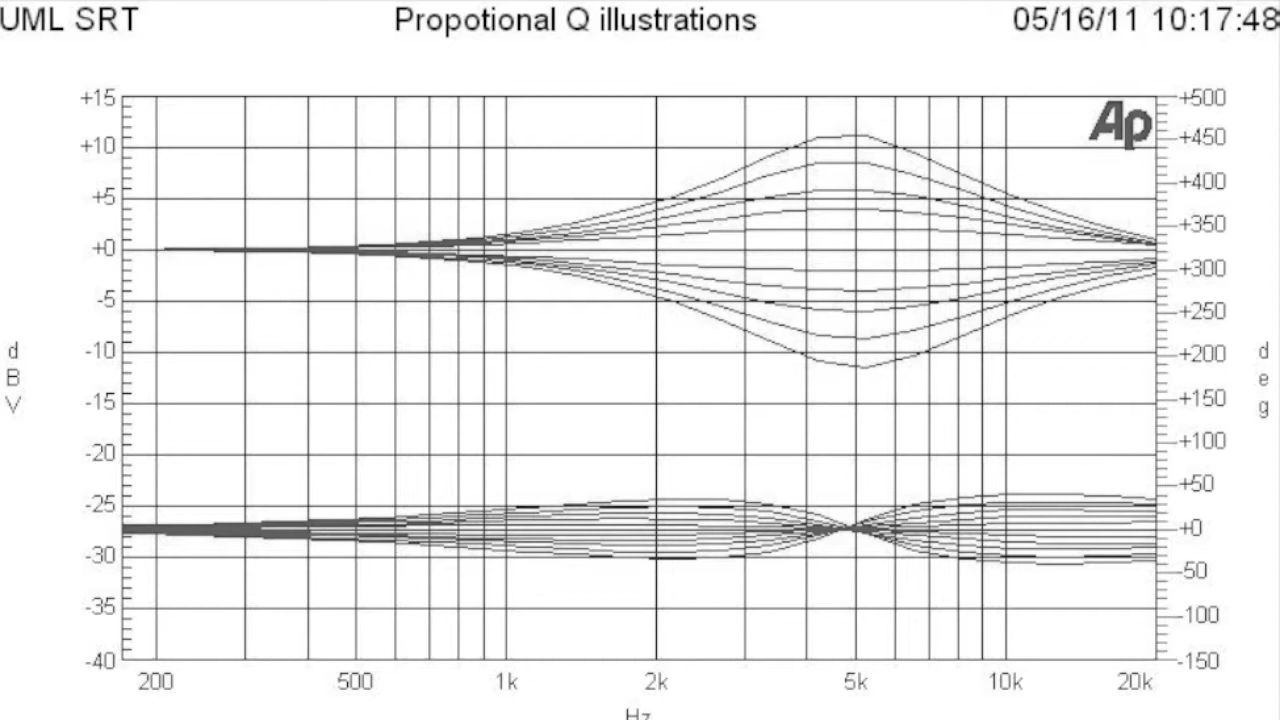 UML SRT Propotional Q illustrations 05/16/11 10:17:48
+15 +500
Ap
+10 +450
+5 +400
+0 +350
-5 +300
-10 +250
-15 +200
-20 +150
-25 +100
-30 +50
-35 +0
-40 -50
-100
-150
d
B
V
d
e
g
200 500 1k 2k 5k 10k 20k
Hz